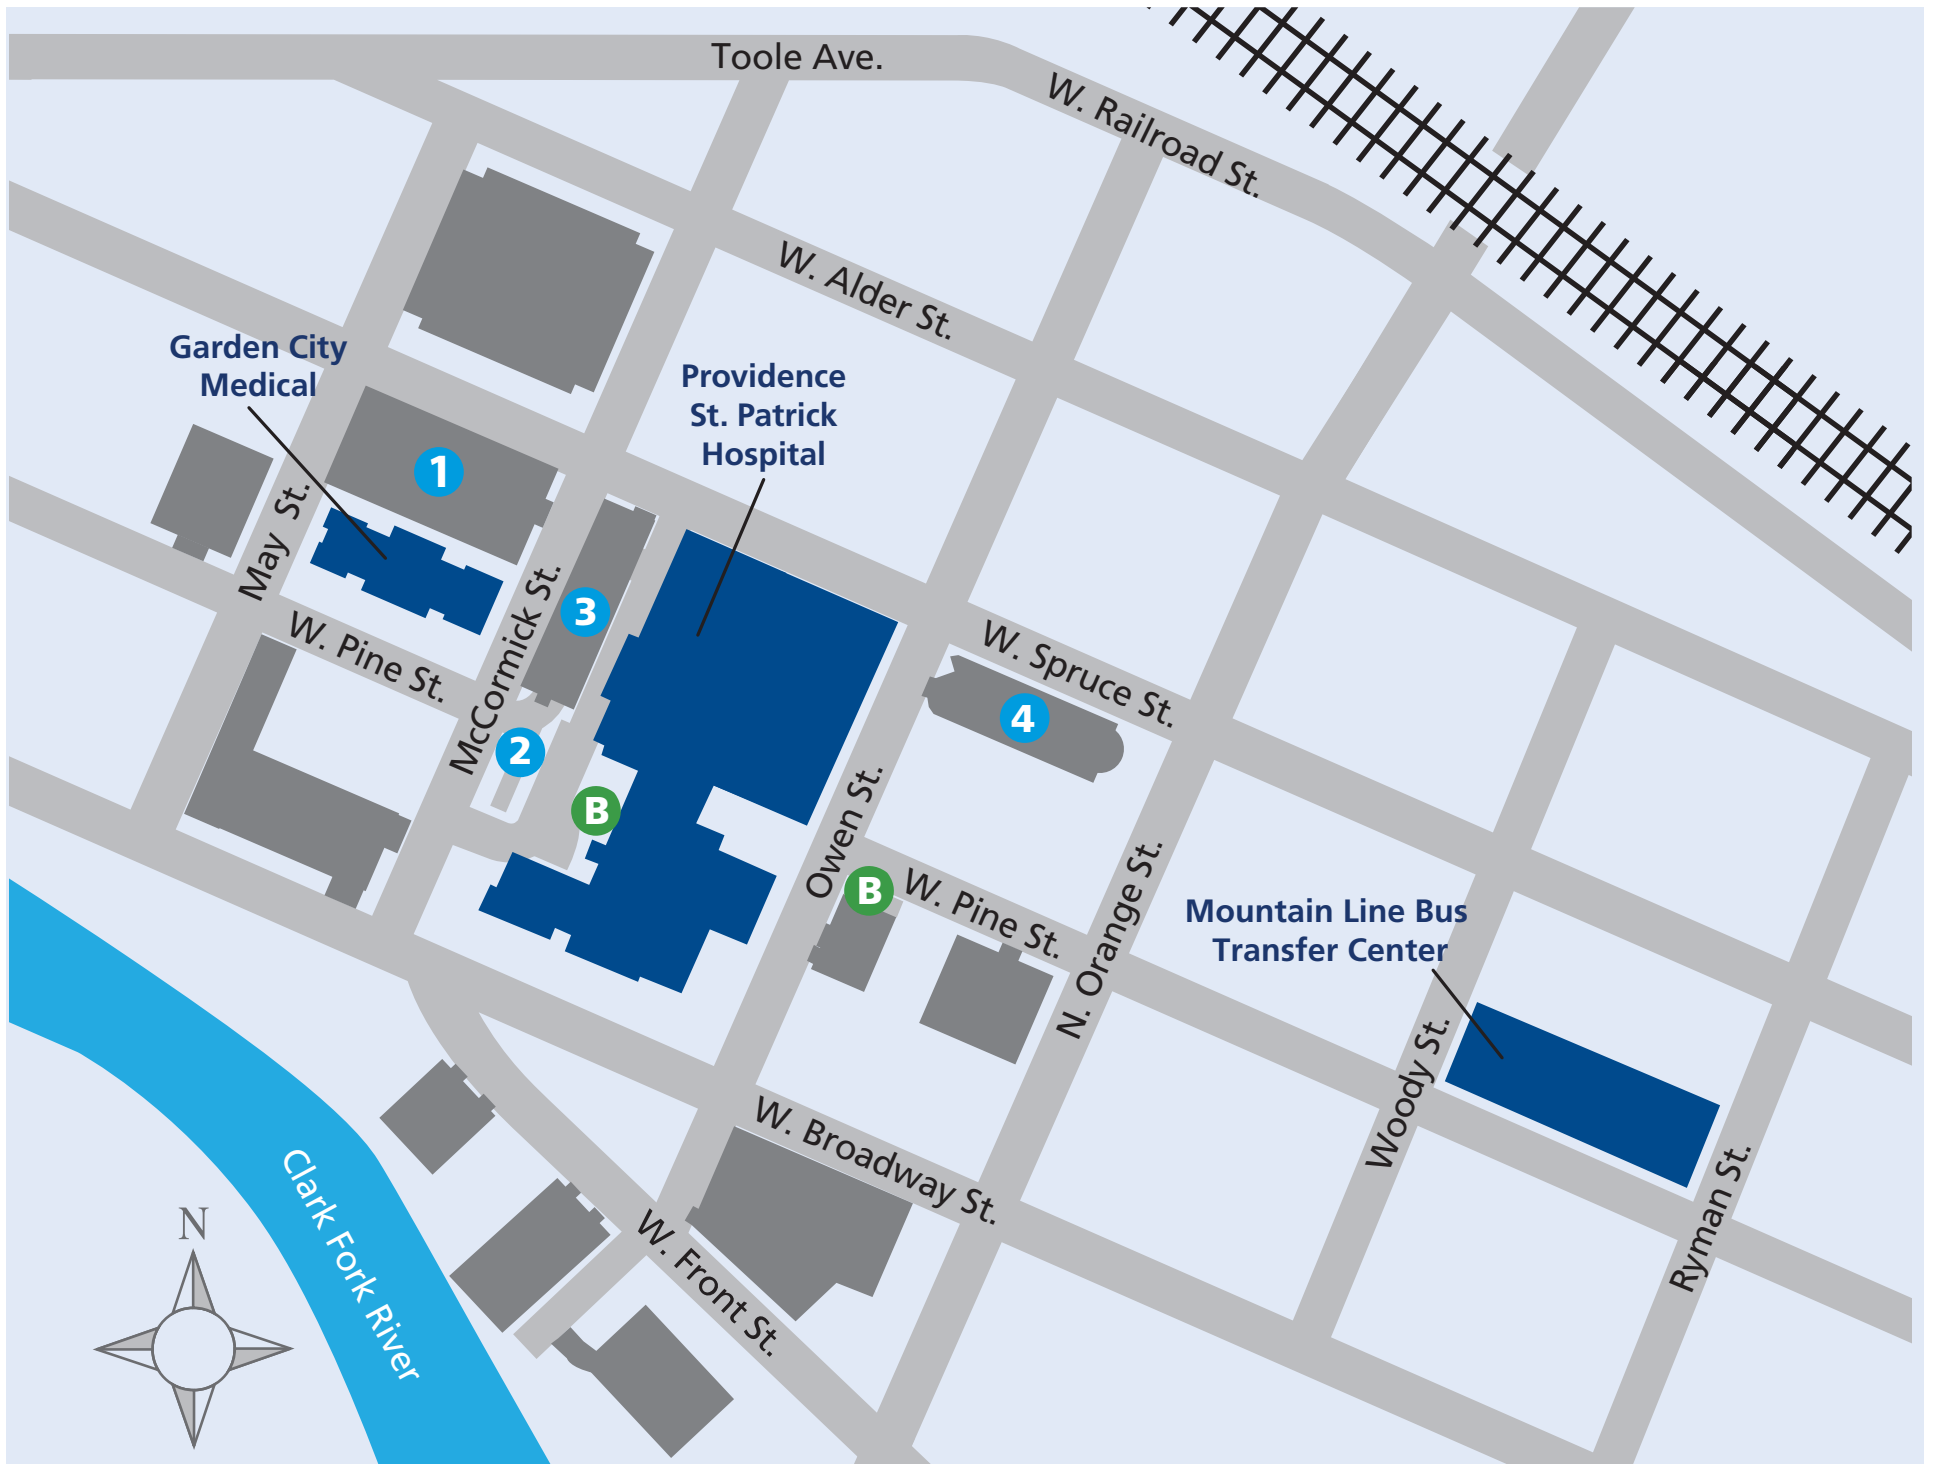 Toole Ave.
W. Railroad St.
W. Alder St.
Garden City
Medical
Providence
St. Patrick
Hospital
1
May St.
McCormick St.
3
W. Pine St.
W. Spruce St.
4
2
B
Owen St.
B
W. Pine St.
N. Orange St.
Mountain Line Bus
Transfer Center
Woody St.
W. Broadway St.
Ryman St.
Clark Fork River
N
W. Front St.